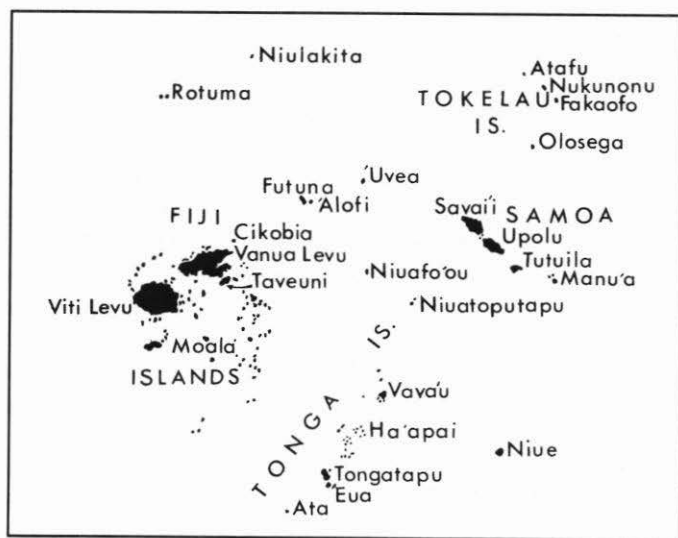 Niulakita
Rotuma
Atafu
Nukunonu
TOKELAU
Fakaofo
IS.
Olosega
Uvea
Futuna
'Alofi
Savai'i
SAMOA
FIJI
Cikobia
Upolu
Vanua Levu
Tutuila
Taveuni
Niuafo'ou
Manu'a
Viti Levu
Niuatoputapu
Moala
IS.
ISLANDS
Vava'u
TONGA
Ha'apai
Niue
Tongatapu
'Eua
Ata